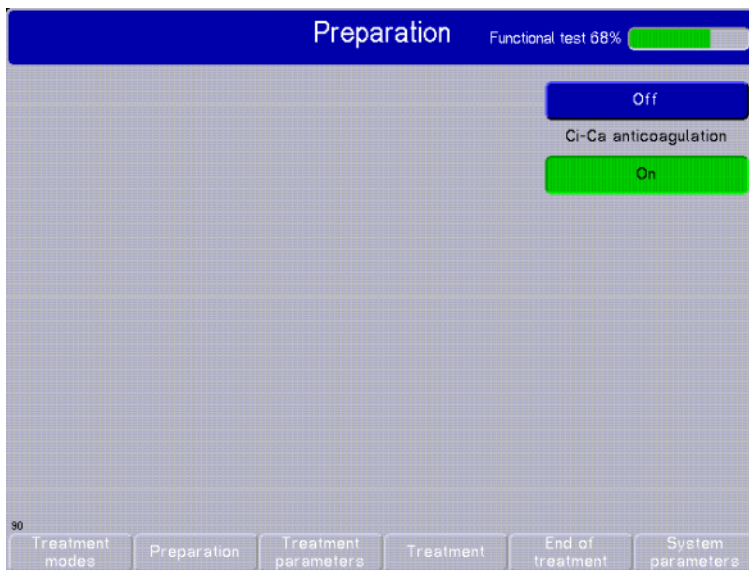 Preparation
Functional test 68%
Off
Ci-Ca anticoagulation
On
90
Treatment
modes
Preparation
Treatment
parameters
Treatment
End of
treatment
System
parameters